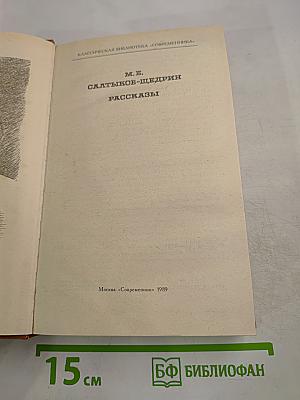 КЛАССИЧЕСКАЯ БИБЛИОТЕКА «СОВРЕМЕННИКА»
М. Е.
САЛТЫКОВ-ЩЕДРИН
РАССКАЗЫ
Москва «Современник» 1989
15 см
БФ БИБЛИОФАН